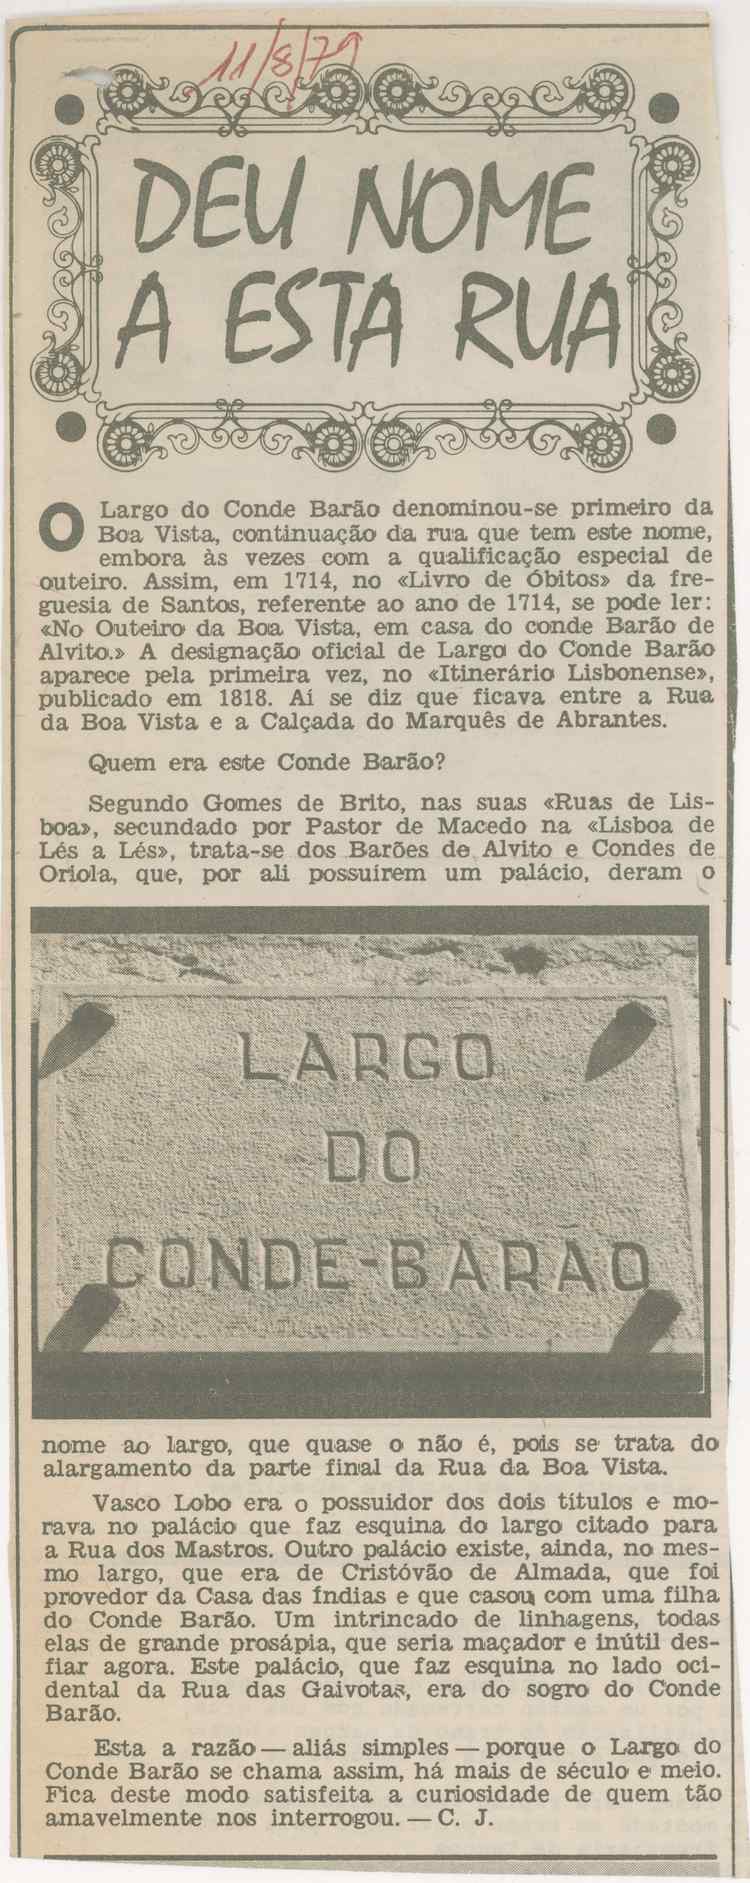 11/8/79
DEU NOME
A ESTA RUA
O Largo do Conde Barão denominou-se primeiro da
Boa Vista, continuação da rua que tem este nome,
embora às vezes com a qualificação especial de
outeiro. Assim, em 1714, no «Livro de óbitos» da fre-
guesia de Santos, referente ao ano de 1714, se pode ler:
«No Outeiro da Boa Vista, em casa do conde Barão de
Alvito.» A designação oficial de Largo do Conde Barão
aparece pela primeira vez, no «Itinerário Lisbonense»,
publicado em 1818. Aí se diz que ficava entre a Rua
da Boa Vista e a Calçada do Marquês de Abrantes.
Quem era este Conde Barão?
Segundo Gomes de Brito, nas suas «Ruas de Lis-
boa», secundado por Pastor de Macedo na «Lisboa de
Lés a Lés», trata-se dos Barões de Alvito e Condes de
Oriola, que, por ali possuírem um palácio, deram o
LARGO
DO
CONDE-BARÃO
nome ao largo, que quase o não é, pois se trata do
alargamento da parte final da Rua da Boa Vista.
Vasco Lobo era o possuidor dos dois títulos e mo-
rava no palácio que faz esquina do largo citado para
a Rua dos Mastros. Outro palácio existe, ainda, no mes-
mo largo, que era de Cristóvão de Almada, que foi
provedor da Casa das Índias e que casou com uma filha
do Conde Barão. Um intrincado de linhagens, todas
elas de grande prosápia, que seria maçador e inútil des-
fiar agora. Este palácio, que faz esquina no lado oci-
dental da Rua das Gaivotas, era do sogro do Conde
Barão.
Esta a razão — aliás simples — porque o Largo do
Conde Barão se chama assim, há mais de século e meio.
Fica deste modo satisfeita a curiosidade de quem tão
amavelmente nos interrogou. — C. J.